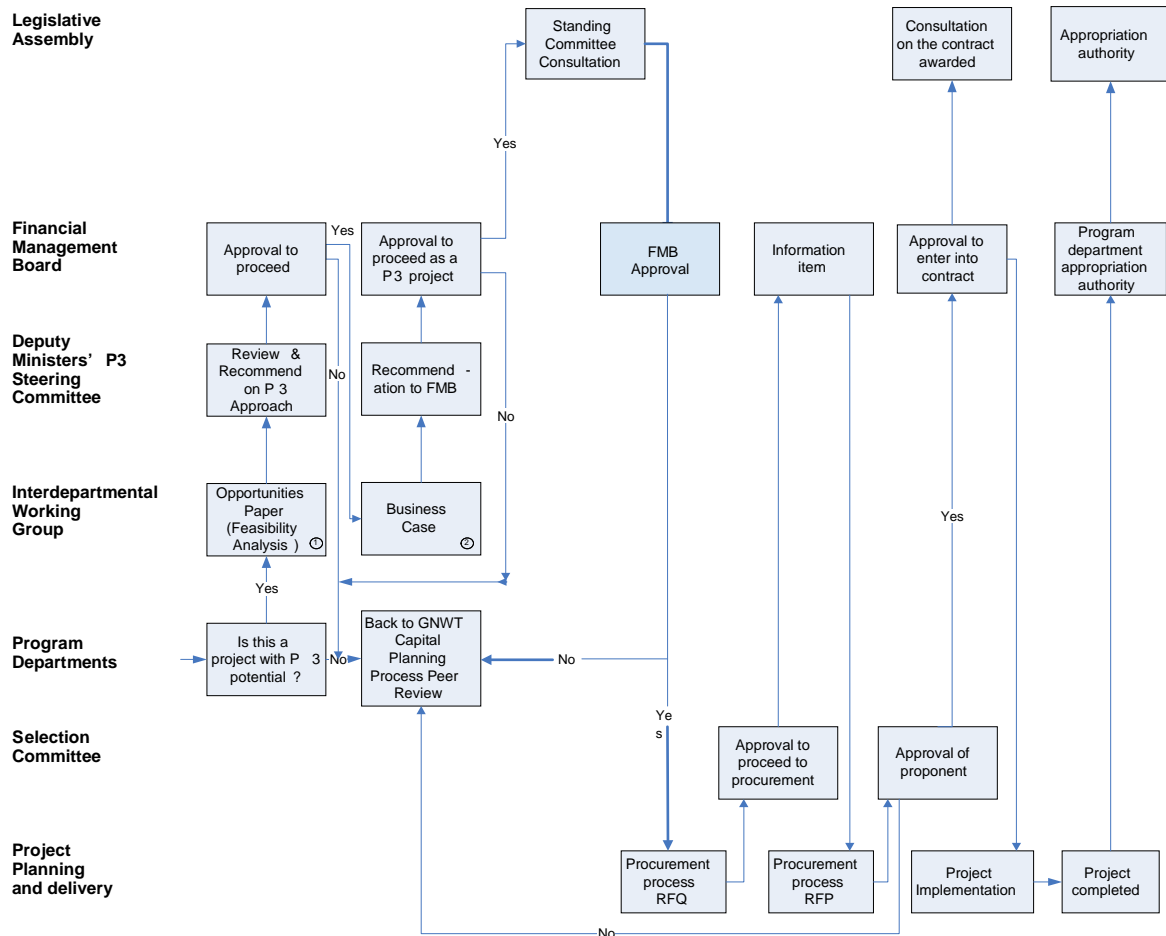 Legislative
Assembly
Standing
Committee
Consultation
Consultation
on the contract
awarded
Appropriation
authority
Yes
Financial
Management
Board
Approval to
proceed
Yes
Approval to
proceed as a
P3 project
FMB
Approval
Information
item
Approval to
enter into
contract
Program
department
appropriation
authority
Deputy
Ministers' P3
Steering
Committee
Review &
Recommend
on P 3
Approach
No
Recommend -
ation to FMB
No
Interdepartmental
Working
Group
Opportunities
Paper
(Feasibility
Analysis )
1
Business
Case
2
Yes
Yes
Program
Departments
Is this a
project with P 3
potential ?
No
Back to GNWT
Capital
Planning
Process Peer
Review
No
Ye
s
Selection
Committee
Approval to
proceed to
procurement
Approval of
proponent
Project
Planning
and delivery
Procurement
process
RFQ
Procurement
process
RFP
Project
Implementation
Project
completed
No